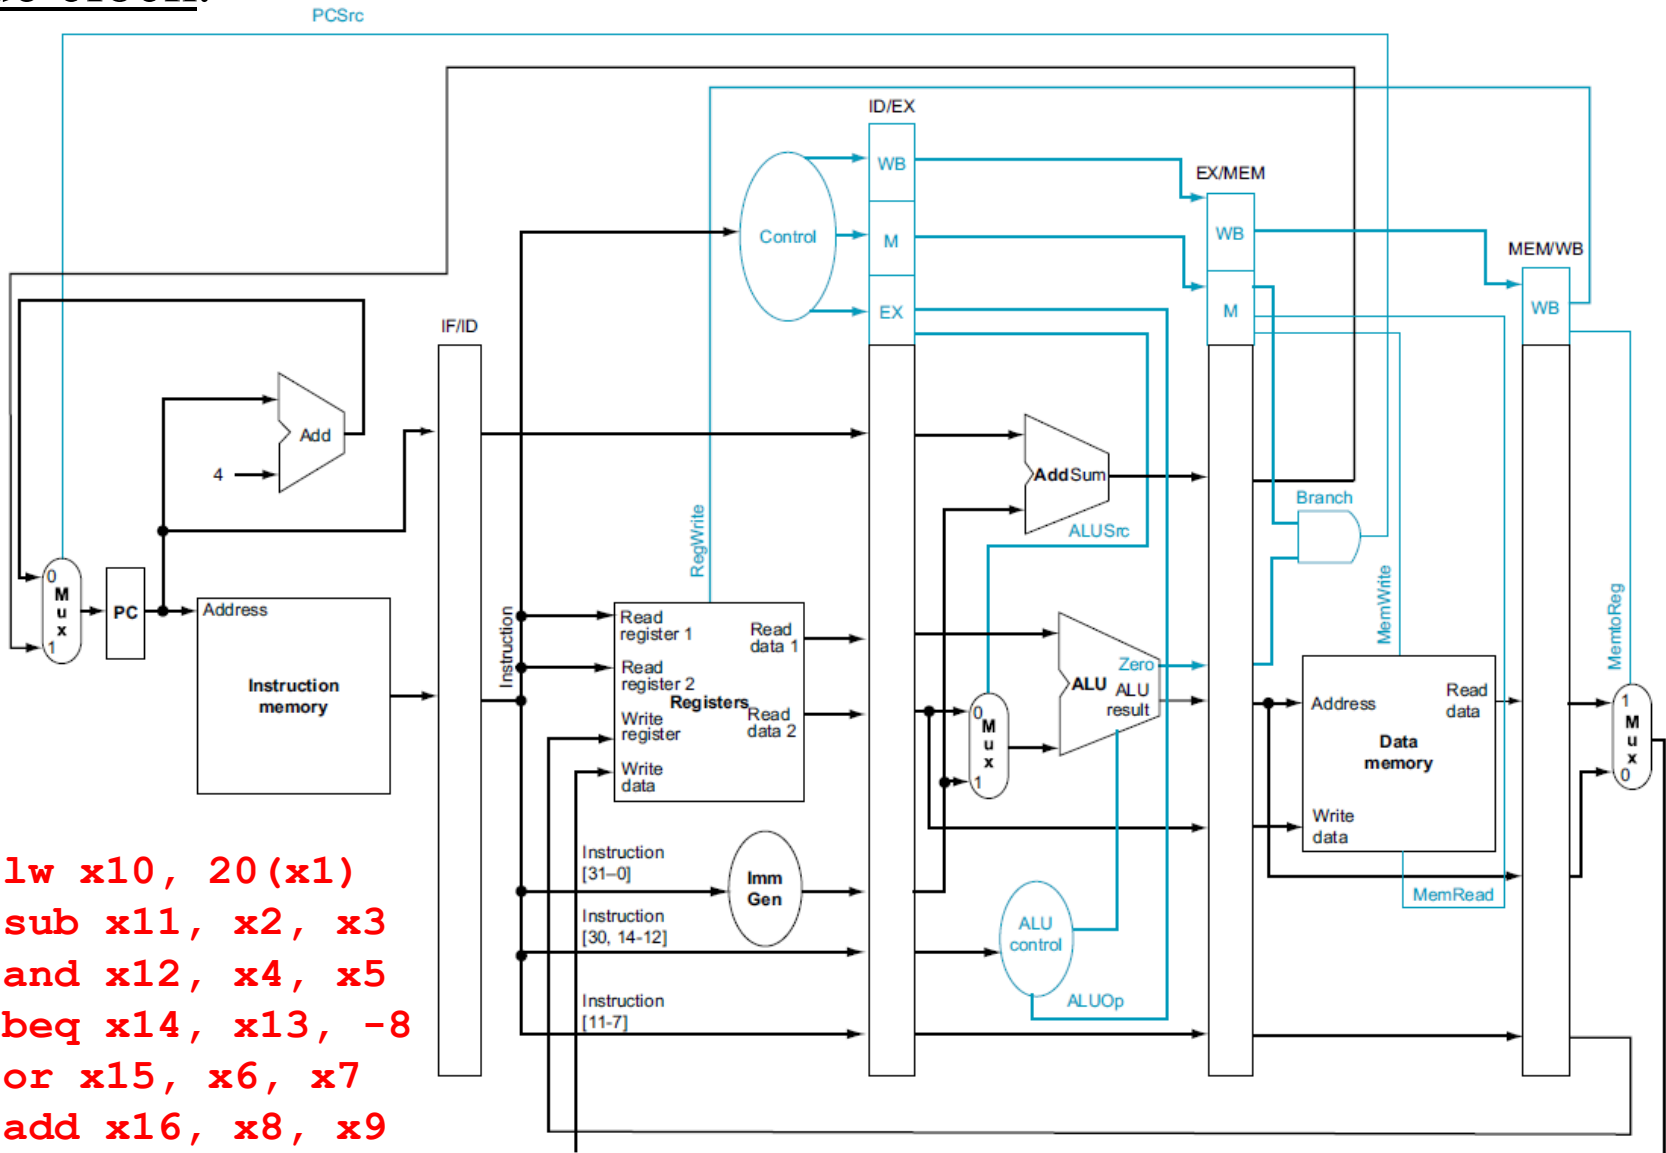 PCSrc
ID/EX
WB
EX/MEM
Control
M
WB
MEM/WB
EX
M
WB
IF/ID
Add
4
Add Sum
Branch
ALUSrc
RegWrite
MemWrite
MemtoReg
0
M
u
x
1
PC
Address
Instruction
memory
Instruction
Read
register 1
Read
data 1
Read
register 2
Registers
Write
register
Read
data 2
Write
data
Zero
ALU
ALU
result
0
M
u
x
1
Address
Read
data
Data
memory
Write
data
1
M
u
x
0
MemRead
Instruction
[31–0]
Imm
Gen
Instruction
[30, 14-12]
ALU
control
ALUOp
Instruction
[11-7]
lw x10, 20(x1)
sub x11, x2, x3
and x12, x4, x5
beq x14, x13, -8
or x15, x6, x7
add x16, x8, x9